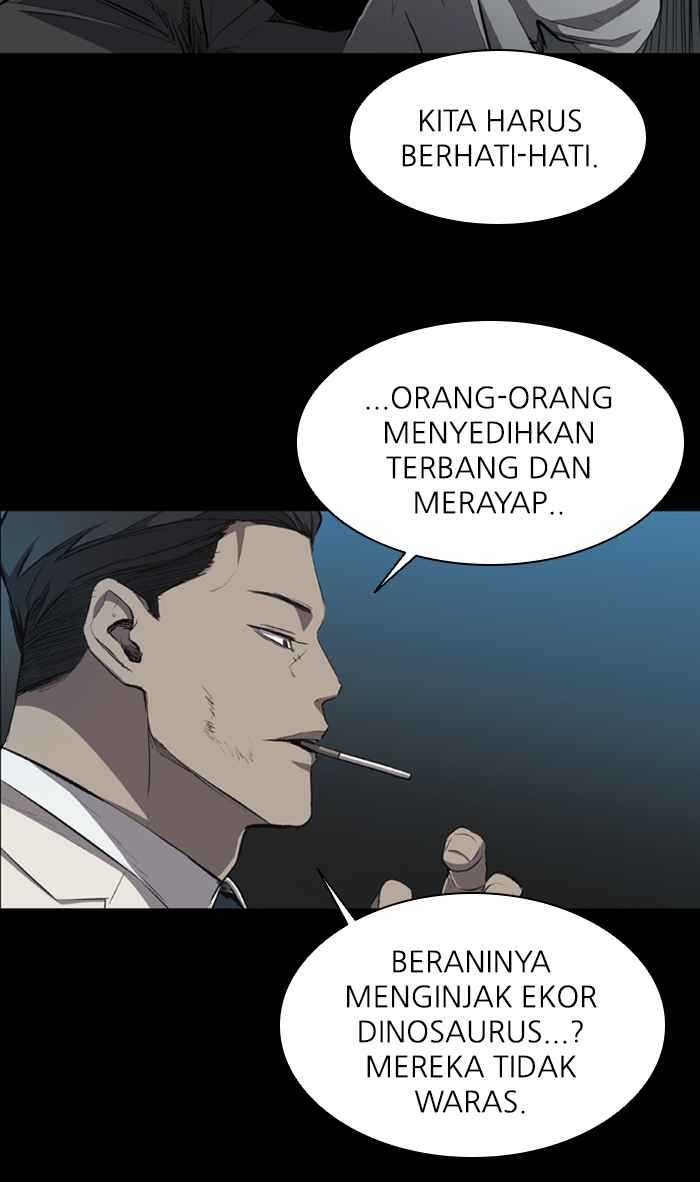 KITA HARUS
BERHATI-HATI.
...ORANG-ORANG
MENYEDIHKAN
TERBANG DAN
MERAYAP..
BERANINYA
MENGINJAK EKOR
DINOSAURUS...?
MEREKA TIDAK
WARAS.